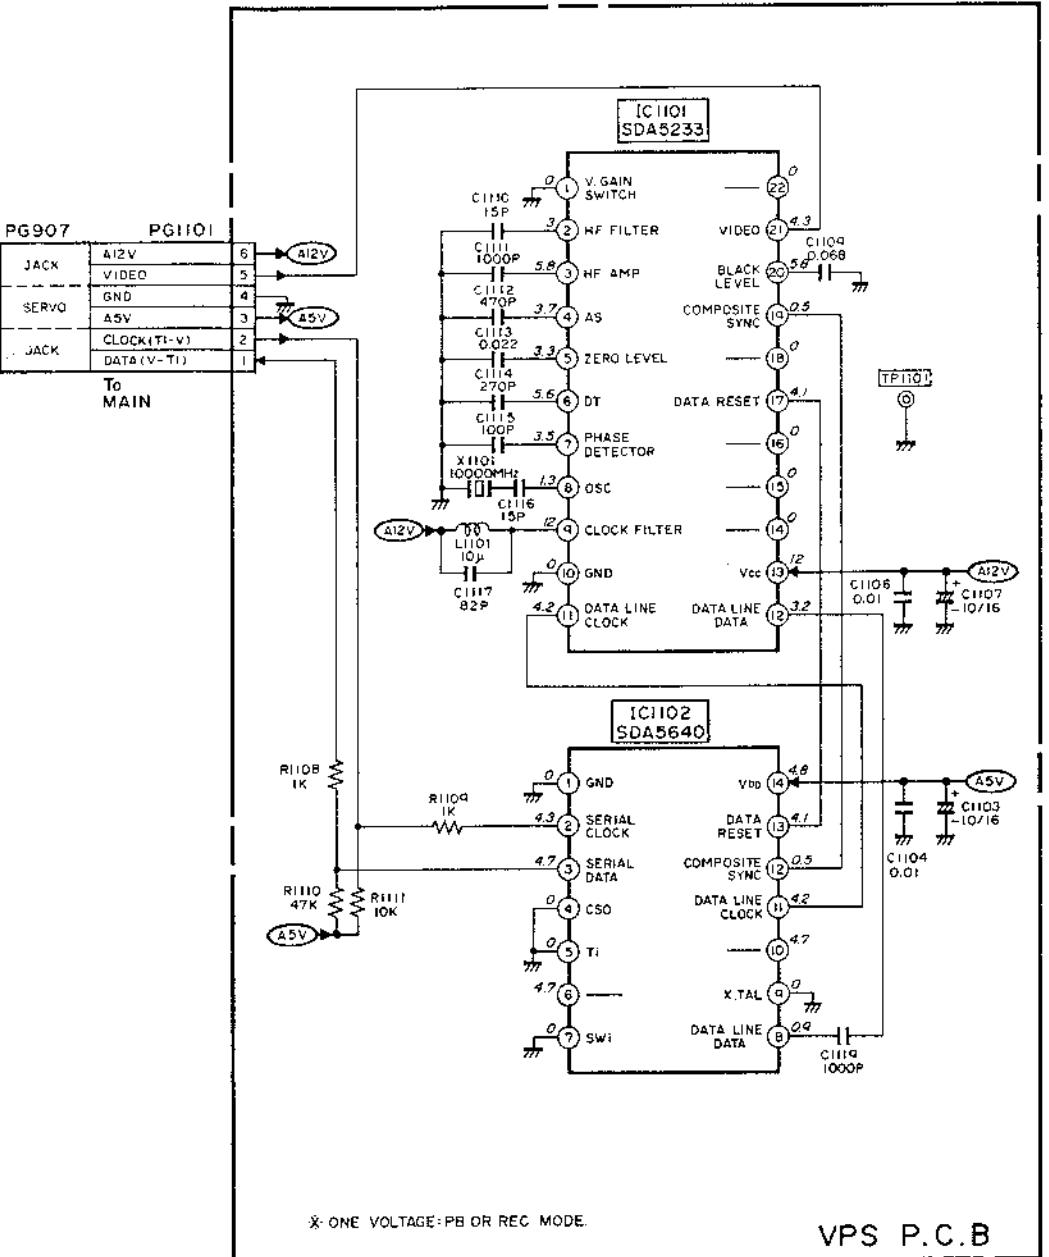 IC1101
SDA5233
PG907 PG1101
JACK
A12V 6 A12V
VIDEO 5
SERVO
GND 4
A5V 3 A5V
JACK
CLOCK(Ti-V) 2
DATA(V-Ti) 1
To
MAIN
0 1 V.GAIN
SWITCH
C1110
15P
3 2 HF FILTER
C1111
1000P
5.8 3 HF AMP
C1112
470P
3.7 4 AS
C1113
0.022
3.3 5 ZERO LEVEL
C1114
270P
5.6 6 DT
C1115
100P
3.5 7 PHASE
DETECTOR
X1101
10000MHz
1.3 8 OSC
C1116
15P
A12V 12 9 CLOCK FILTER
L1101
10μ
C1117
82P
0 10 GND
4.2 11 DATA LINE
CLOCK
22 0
VIDEO 21 4.3
C1109
0.068
BLACK
LEVEL 20 5.8
COMPOSITE
SYNC 19 0.5
18 0
DATA RESET 17 4.1
16 0
15 0
14 0
Vcc 13 12 A12V
DATA LINE
DATA 12 3.2
C1106
0.01
+
C1107
10/16
TP1101
IC1102
SDA5640
0 1 GND
R1108
1K
R1109
1K
4.3 2 SERIAL
CLOCK
4.7 3 SERIAL
DATA
R1110
47K
R1111
10K
A5V
0 4 CSO
0 5 Ti
4.7 6
0 7 SWi
VDD 14 4.8 A5V
DATA
RESET 13 4.1
COMPOSITE
SYNC 12 0.5
DATA LINE
CLOCK 11 4.2
10 4.7
X.TAL 9 0
DATA LINE
DATA 8 0.9
C1104
0.01
+
C1103
10/16
C1119
1000P
※ ONE VOLTAGE: PB OR REC MODE.
VPS P.C.B